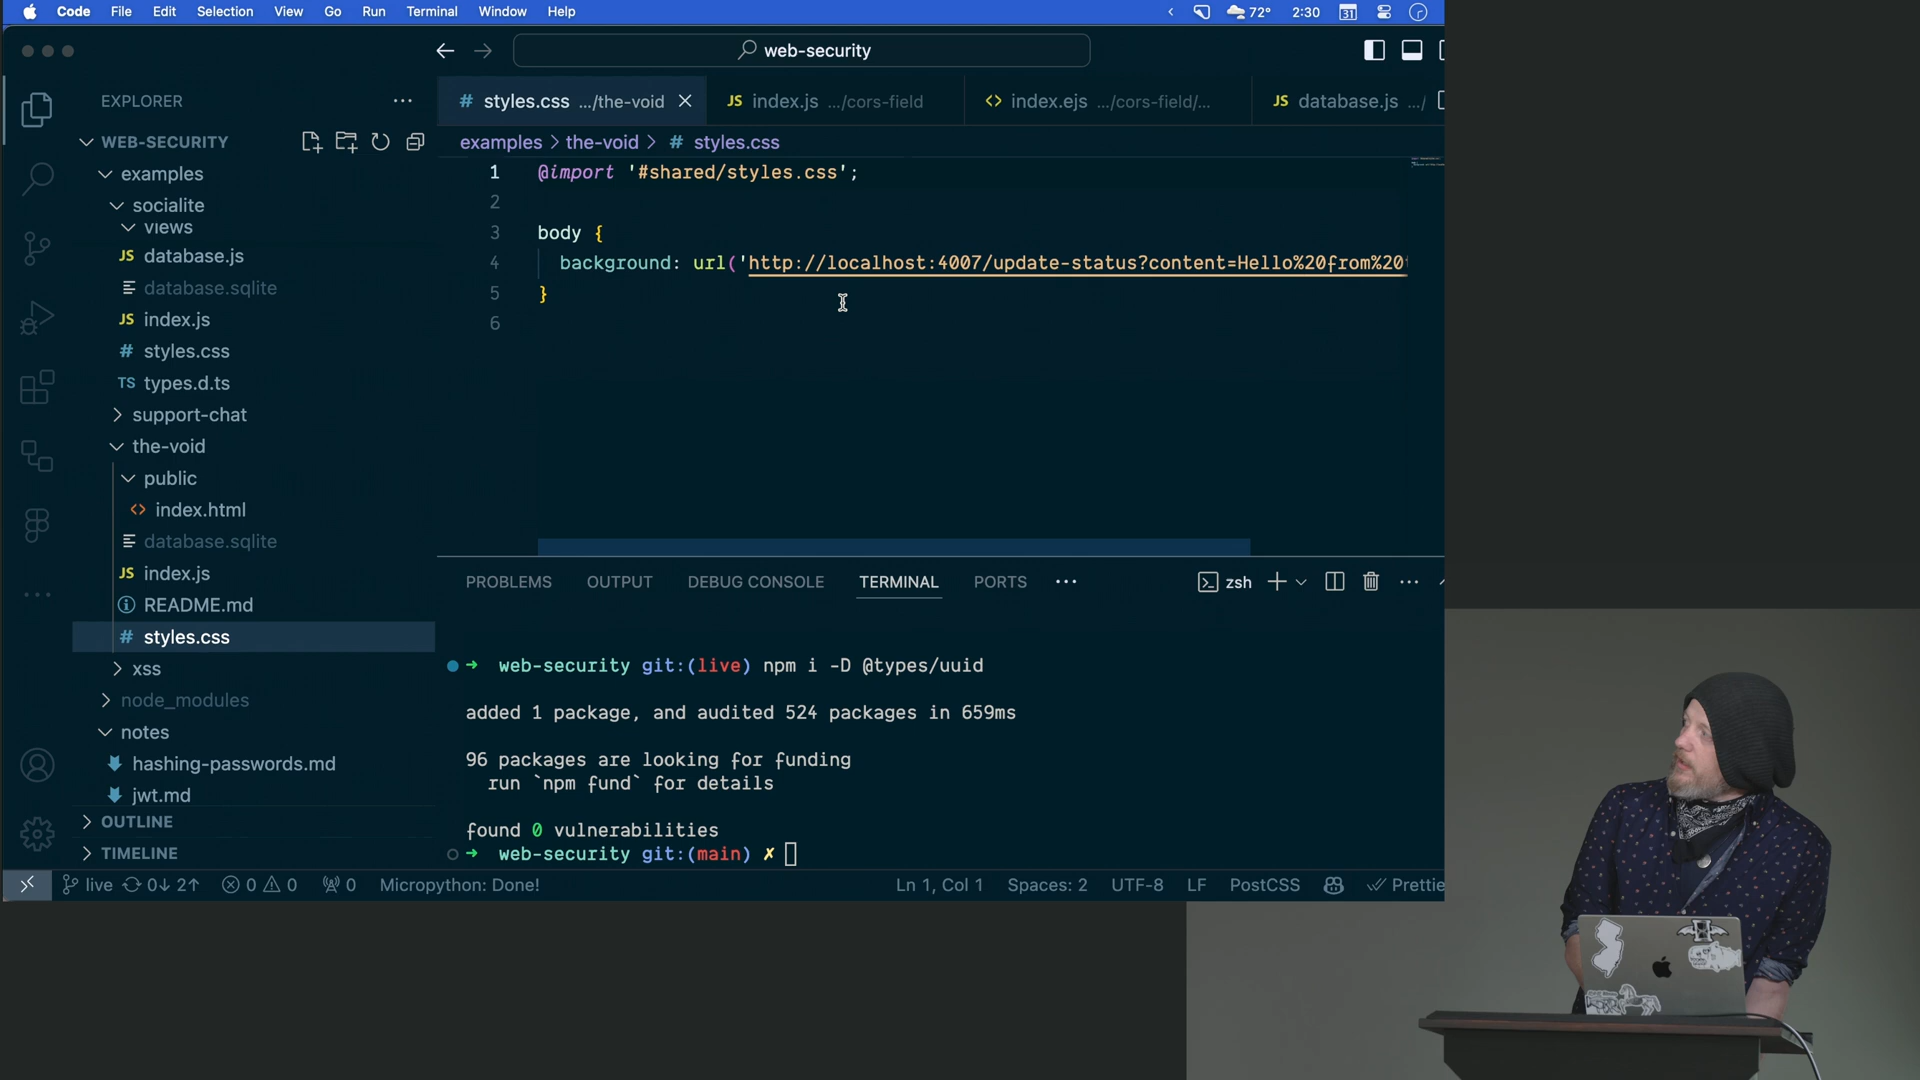 Code File Edit Selection View Go Run Terminal Window Help 72° 2:30 31
web-security
EXPLORER
# styles.css .../the-void JS index.js .../cors-field <> index.ejs .../cors-field/... JS database.js .../
WEB-SECURITY
examples > the-void > # styles.css
examples
1 @import '#shared/styles.css';
socialite
2
views
3 body {
JS database.js
4 background: url('http://localhost:4007/update-status?content=Hello%20from%20
database.sqlite
5 }
JS index.js
6
# styles.css
TS types.d.ts
support-chat
the-void
public
<> index.html
database.sqlite
JS index.js
README.md
# styles.css
xss
node_modules
notes
hashing-passwords.md
jwt.md
OUTLINE
TIMELINE
PROBLEMS OUTPUT DEBUG CONSOLE TERMINAL PORTS ... zsh
web-security git:(live) npm i -D @types/uuid
added 1 package, and audited 524 packages in 659ms
96 packages are looking for funding
run `npm fund` for details
found 0 vulnerabilities
web-security git:(main) ✗
live 0↓ 2↑ 0 0 0 Micropython: Done! Ln 1, Col 1 Spaces: 2 UTF-8 LF PostCSS Prettie